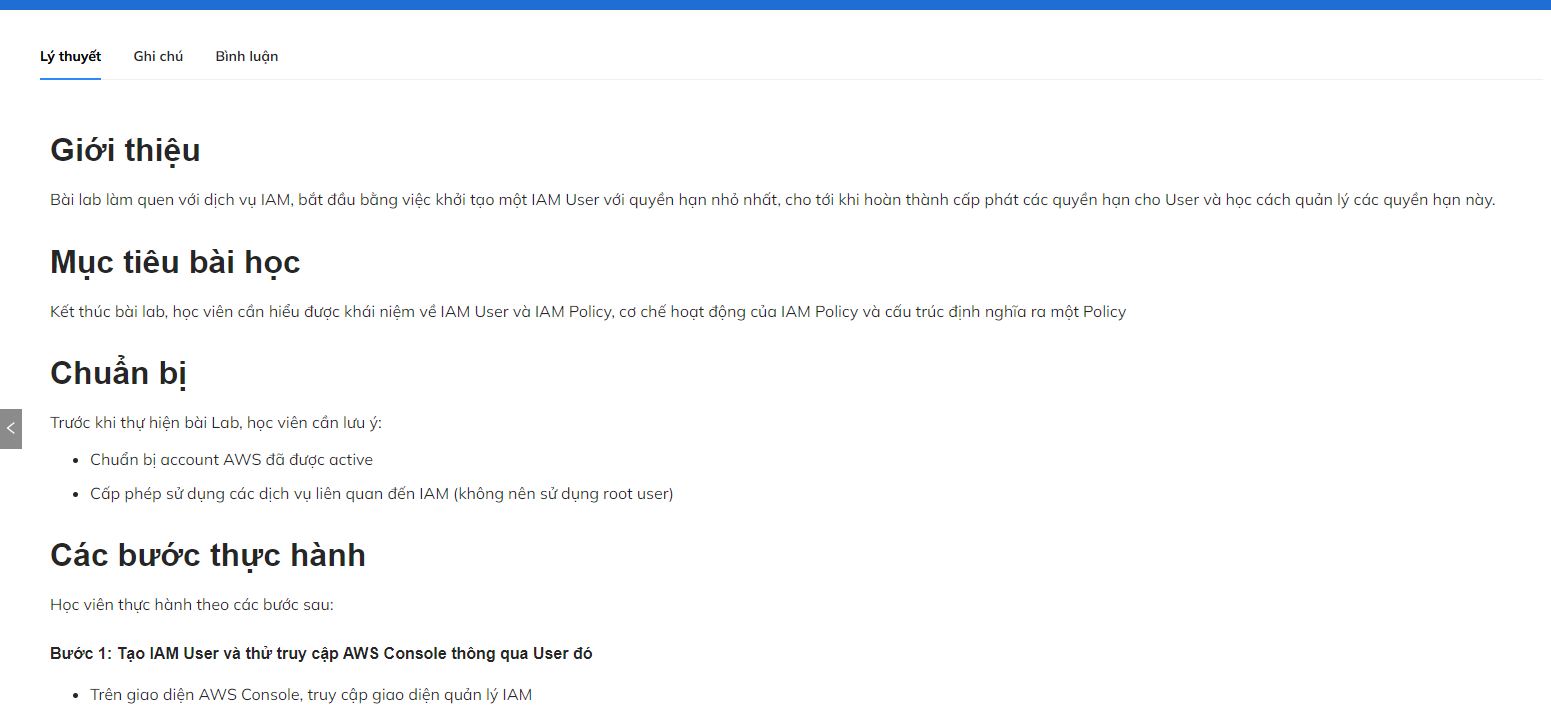 Lý thuyết Ghi chú Bình luận
Giới thiệu
Bài lab làm quen với dịch vụ IAM, bắt đầu bằng việc khởi tạo một IAM User với quyền hạn nhỏ nhất, cho tới khi hoàn thành cấp phát các quyền hạn cho User và học cách quản lý các quyền hạn này.
Mục tiêu bài học
Kết thúc bài lab, học viên cần hiểu được khái niệm về IAM User và IAM Policy, cơ chế hoạt động của IAM Policy và cấu trúc định nghĩa ra một Policy
Chuẩn bị
Trước khi thự hiện bài Lab, học viên cần lưu ý:
• Chuẩn bị account AWS đã được active
• Cấp phép sử dụng các dịch vụ liên quan đến IAM (không nên sử dụng root user)
Các bước thực hành
Học viên thực hành theo các bước sau:
Bước 1: Tạo IAM User và thử truy cập AWS Console thông qua User đó
• Trên giao diện AWS Console, truy cập giao diện quản lý IAM